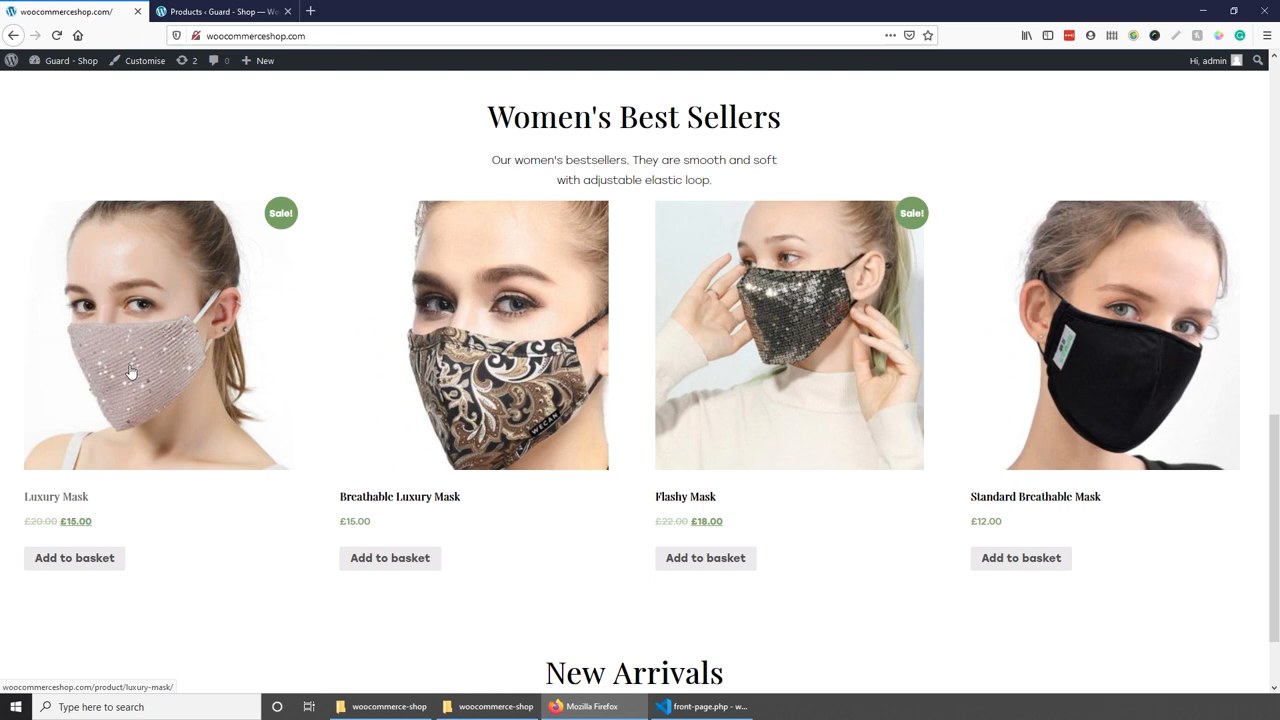 woocommerceshop.com/
Products ‹ Guard - Shop — Wo
woocommerceshop.com
Guard - Shop
Customise
2
0
New
Hi, admin
Women's Best Sellers
Our women's bestsellers. They are smooth and soft
with adjustable elastic loop.
Sale!
Sale!
WECAN
Luxury Mask
Breathable Luxury Mask
Flashy Mask
Standard Breathable Mask
£20.00 £15.00
£15.00
£22.00 £18.00
£12.00
Add to basket
Add to basket
Add to basket
Add to basket
New Arrivals
woocommerceshop.com/product/luxury-mask/
Type here to search
woocommerce-shop
woocommerce-shop
Mozilla Firefox
front-page.php - w...